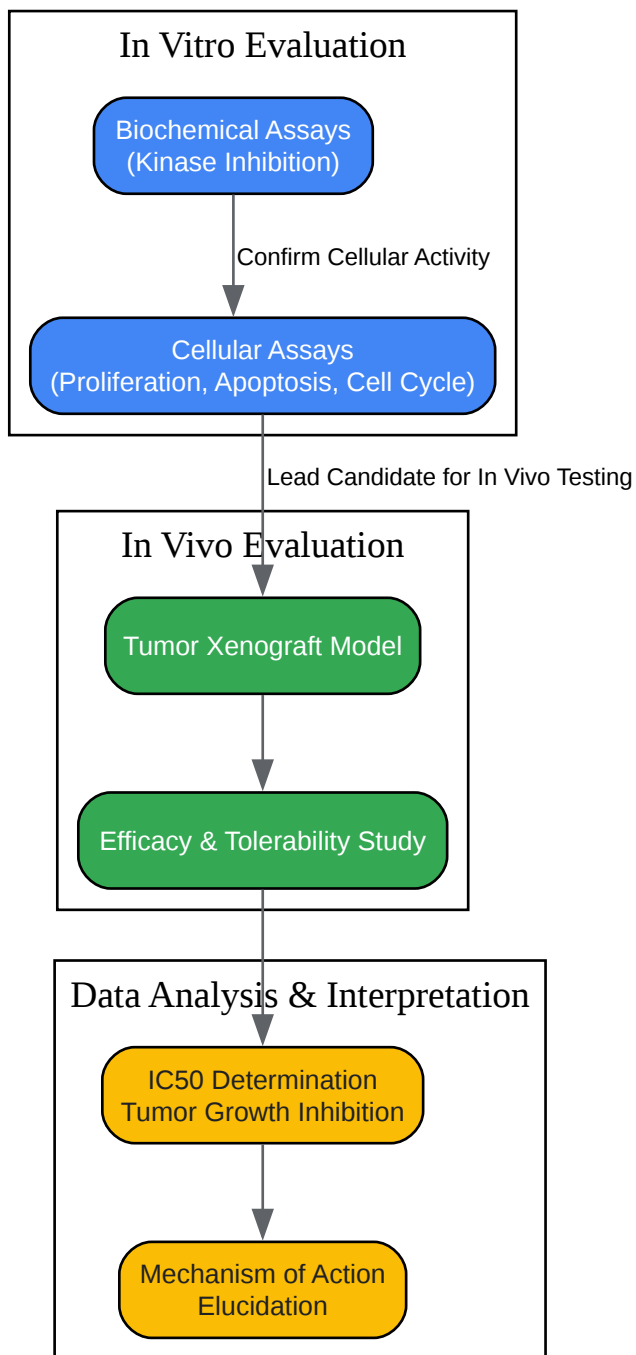 In Vitro Evaluation
Biochemical Assays
(Kinase Inhibition)
Confirm Cellular Activity
Cellular Assays
(Proliferation, Apoptosis, Cell Cycle)
Lead Candidate for In Vivo Testing
In Vivo Evaluation
Tumor Xenograft Model
Efficacy & Tolerability Study
Data Analysis & Interpretation
IC50 Determination
Tumor Growth Inhibition
Mechanism of Action
Elucidation